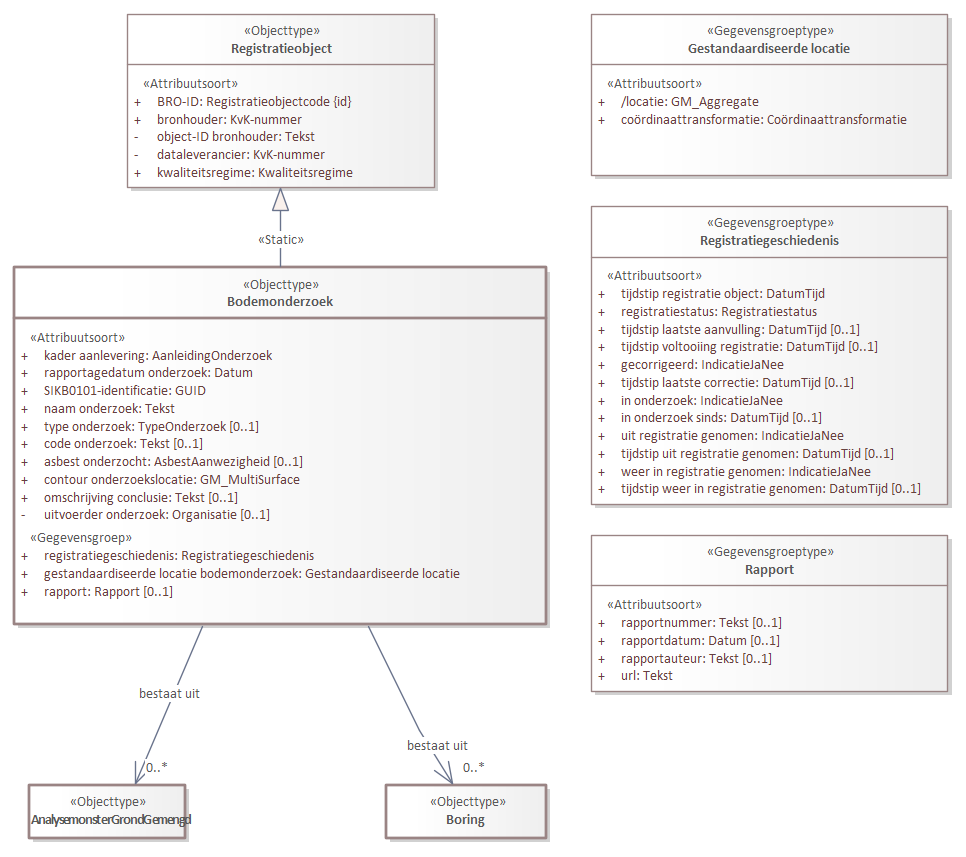 «Objecttype»
Registratieobject
«Attribuutsoort»
+ BRO-ID: Registratieobjectcode {id}
+ bronhouder: KvK-nummer
- object-ID bronhouder: Tekst
- dataleverancier: KvK-nummer
+ kwaliteitsregime: Kwaliteitsregime
«Static»
«Objecttype»
Bodemonderzoek
«Attribuutsoort»
+ kader aanlevering: AanleidingOnderzoek
+ rapportagedatum onderzoek: Datum
+ SIKB0101-identificatie: GUID
+ naam onderzoek: Tekst
+ type onderzoek: TypeOnderzoek [0..1]
+ code onderzoek: Tekst [0..1]
+ asbest onderzocht: AsbestAanwezigheid [0..1]
+ contour onderzoekslocatie: GM_MultiSurface
+ omschrijving conclusie: Tekst [0..1]
- uitvoerder onderzoek: Organisatie [0..1]
«Gegevensgroep»
+ registratiegeschiedenis: Registratiegeschiedenis
+ gestandaardiseerde locatie bodemonderzoek: Gestandaardiseerde locatie
+ rapport: Rapport [0..1]
bestaat uit
0..*
bestaat uit
0..*
«Objecttype»
AnalysemonsterGrondGemengd
«Objecttype»
Boring
«Gegevensgroeptype»
Gestandaardiseerde locatie
«Attribuutsoort»
+ /locatie: GM_Aggregate
+ coördinaattransformatie: Coördinaattransformatie
«Gegevensgroeptype»
Registratiegeschiedenis
«Attribuutsoort»
+ tijdstip registratie object: DatumTijd
+ registratiestatus: Registratiestatus
+ tijdstip laatste aanvulling: DatumTijd [0..1]
+ tijdstip voltooiing registratie: DatumTijd [0..1]
+ gecorrigeerd: IndicatieJaNee
+ tijdstip laatste correctie: DatumTijd [0..1]
+ in onderzoek: IndicatieJaNee
+ in onderzoek sinds: DatumTijd [0..1]
+ uit registratie genomen: IndicatieJaNee
+ tijdstip uit registratie genomen: DatumTijd [0..1]
+ weer in registratie genomen: IndicatieJaNee
+ tijdstip weer in registratie genomen: DatumTijd [0..1]
«Gegevensgroeptype»
Rapport
«Attribuutsoort»
+ rapportnummer: Tekst [0..1]
+ rapportdatum: Datum [0..1]
+ rapportauteur: Tekst [0..1]
+ url: Tekst